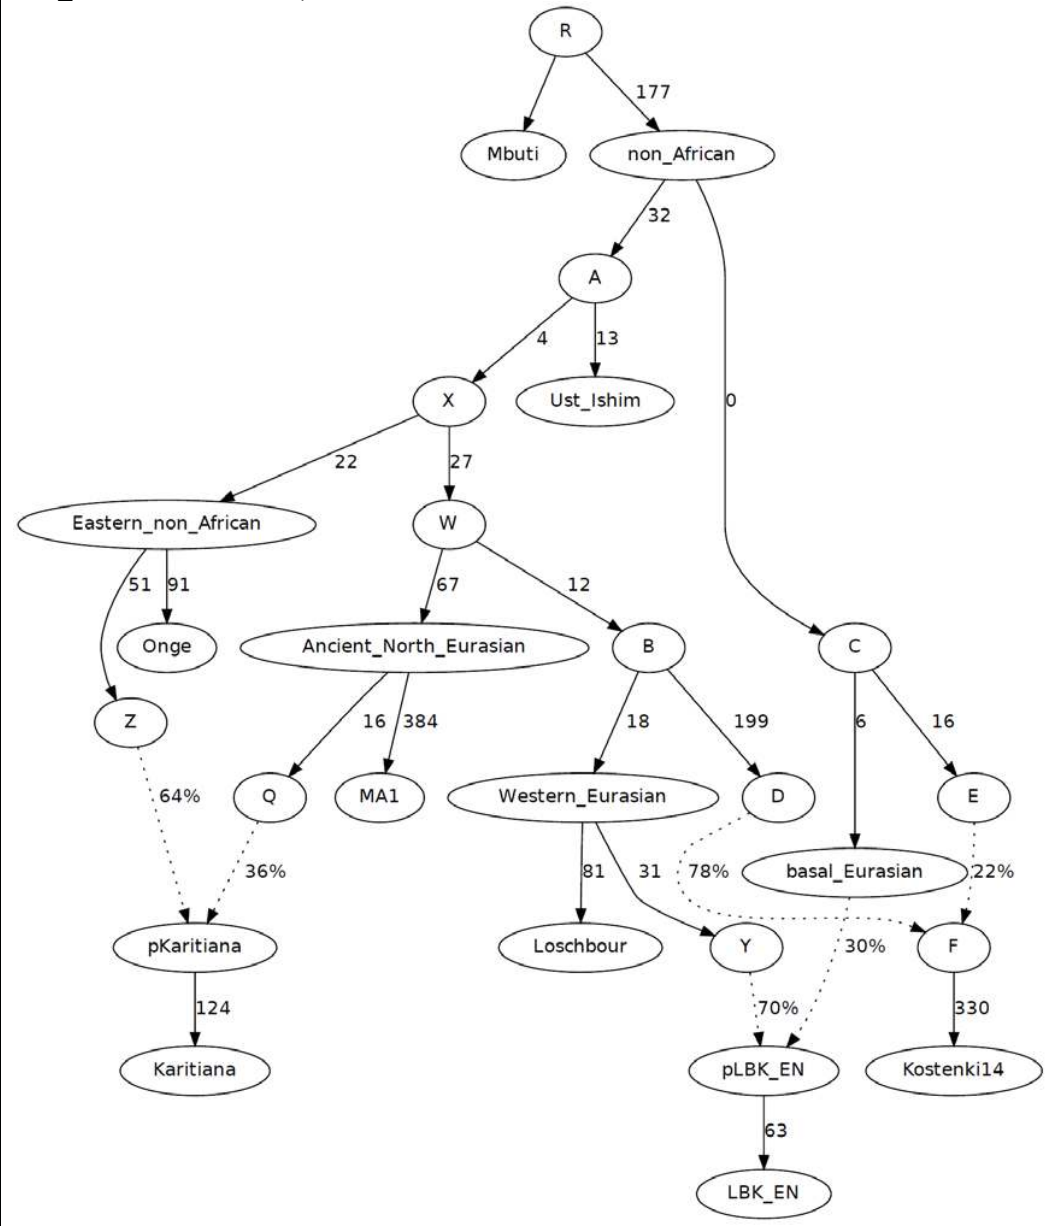 R
177
Mbuti
non_African
32
A
4
13
X
Ust_Ishim
0
22
27
Eastern_non_African
W
51
91
67
12
Onge
Ancient_North_Eurasian
B
C
Z
16
384
18
199
6
16
64%
Q
MA1
Western_Eurasian
D
E
36%
81
31
78%
basal_Eurasian
22%
pKaritiana
Loschbour
Y
30%
F
124
70%
330
Karitiana
pLBK_EN
Kostenki14
63
LBK_EN